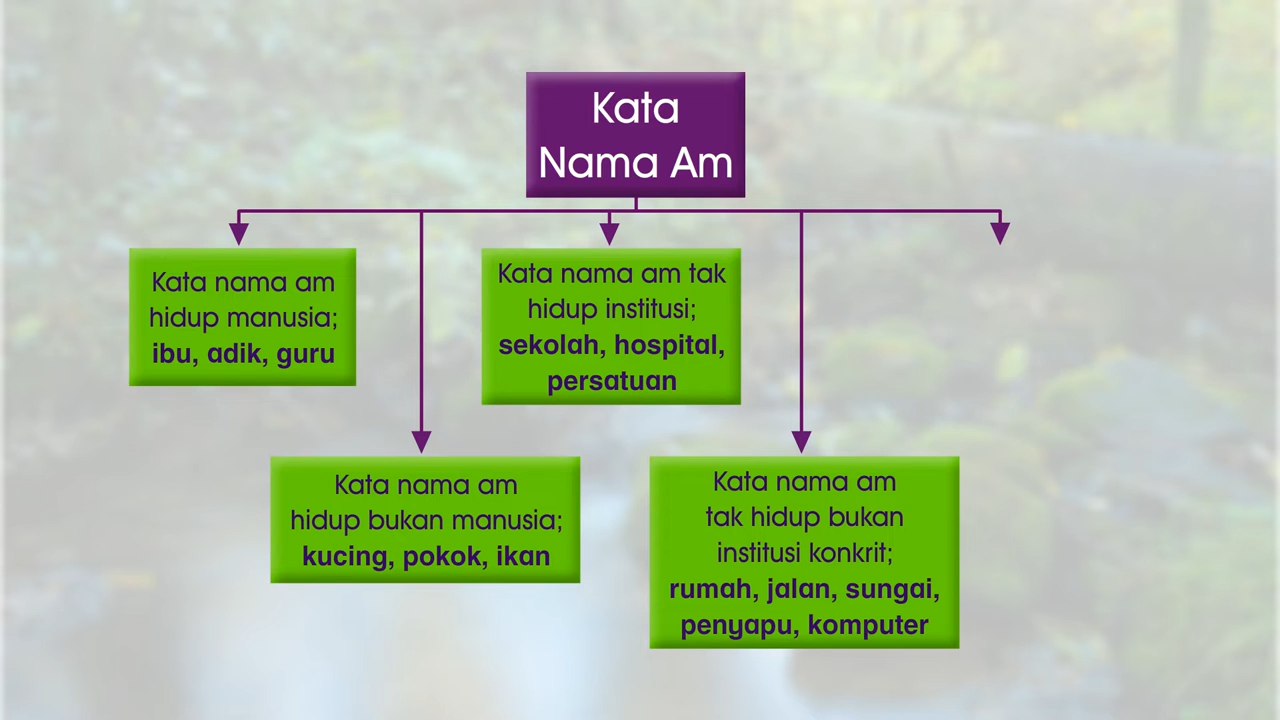 Kata
Nama Am
Kata nama am
hidup manusia;
ibu, adik, guru
Kata nama am tak
hidup institusi;
sekolah, hospital,
persatuan
Kata nama am
hidup bukan manusia;
kucing, pokok, ikan
Kata nama am
tak hidup bukan
institusi konkrit;
rumah, jalan, sungai,
penyapu, komputer